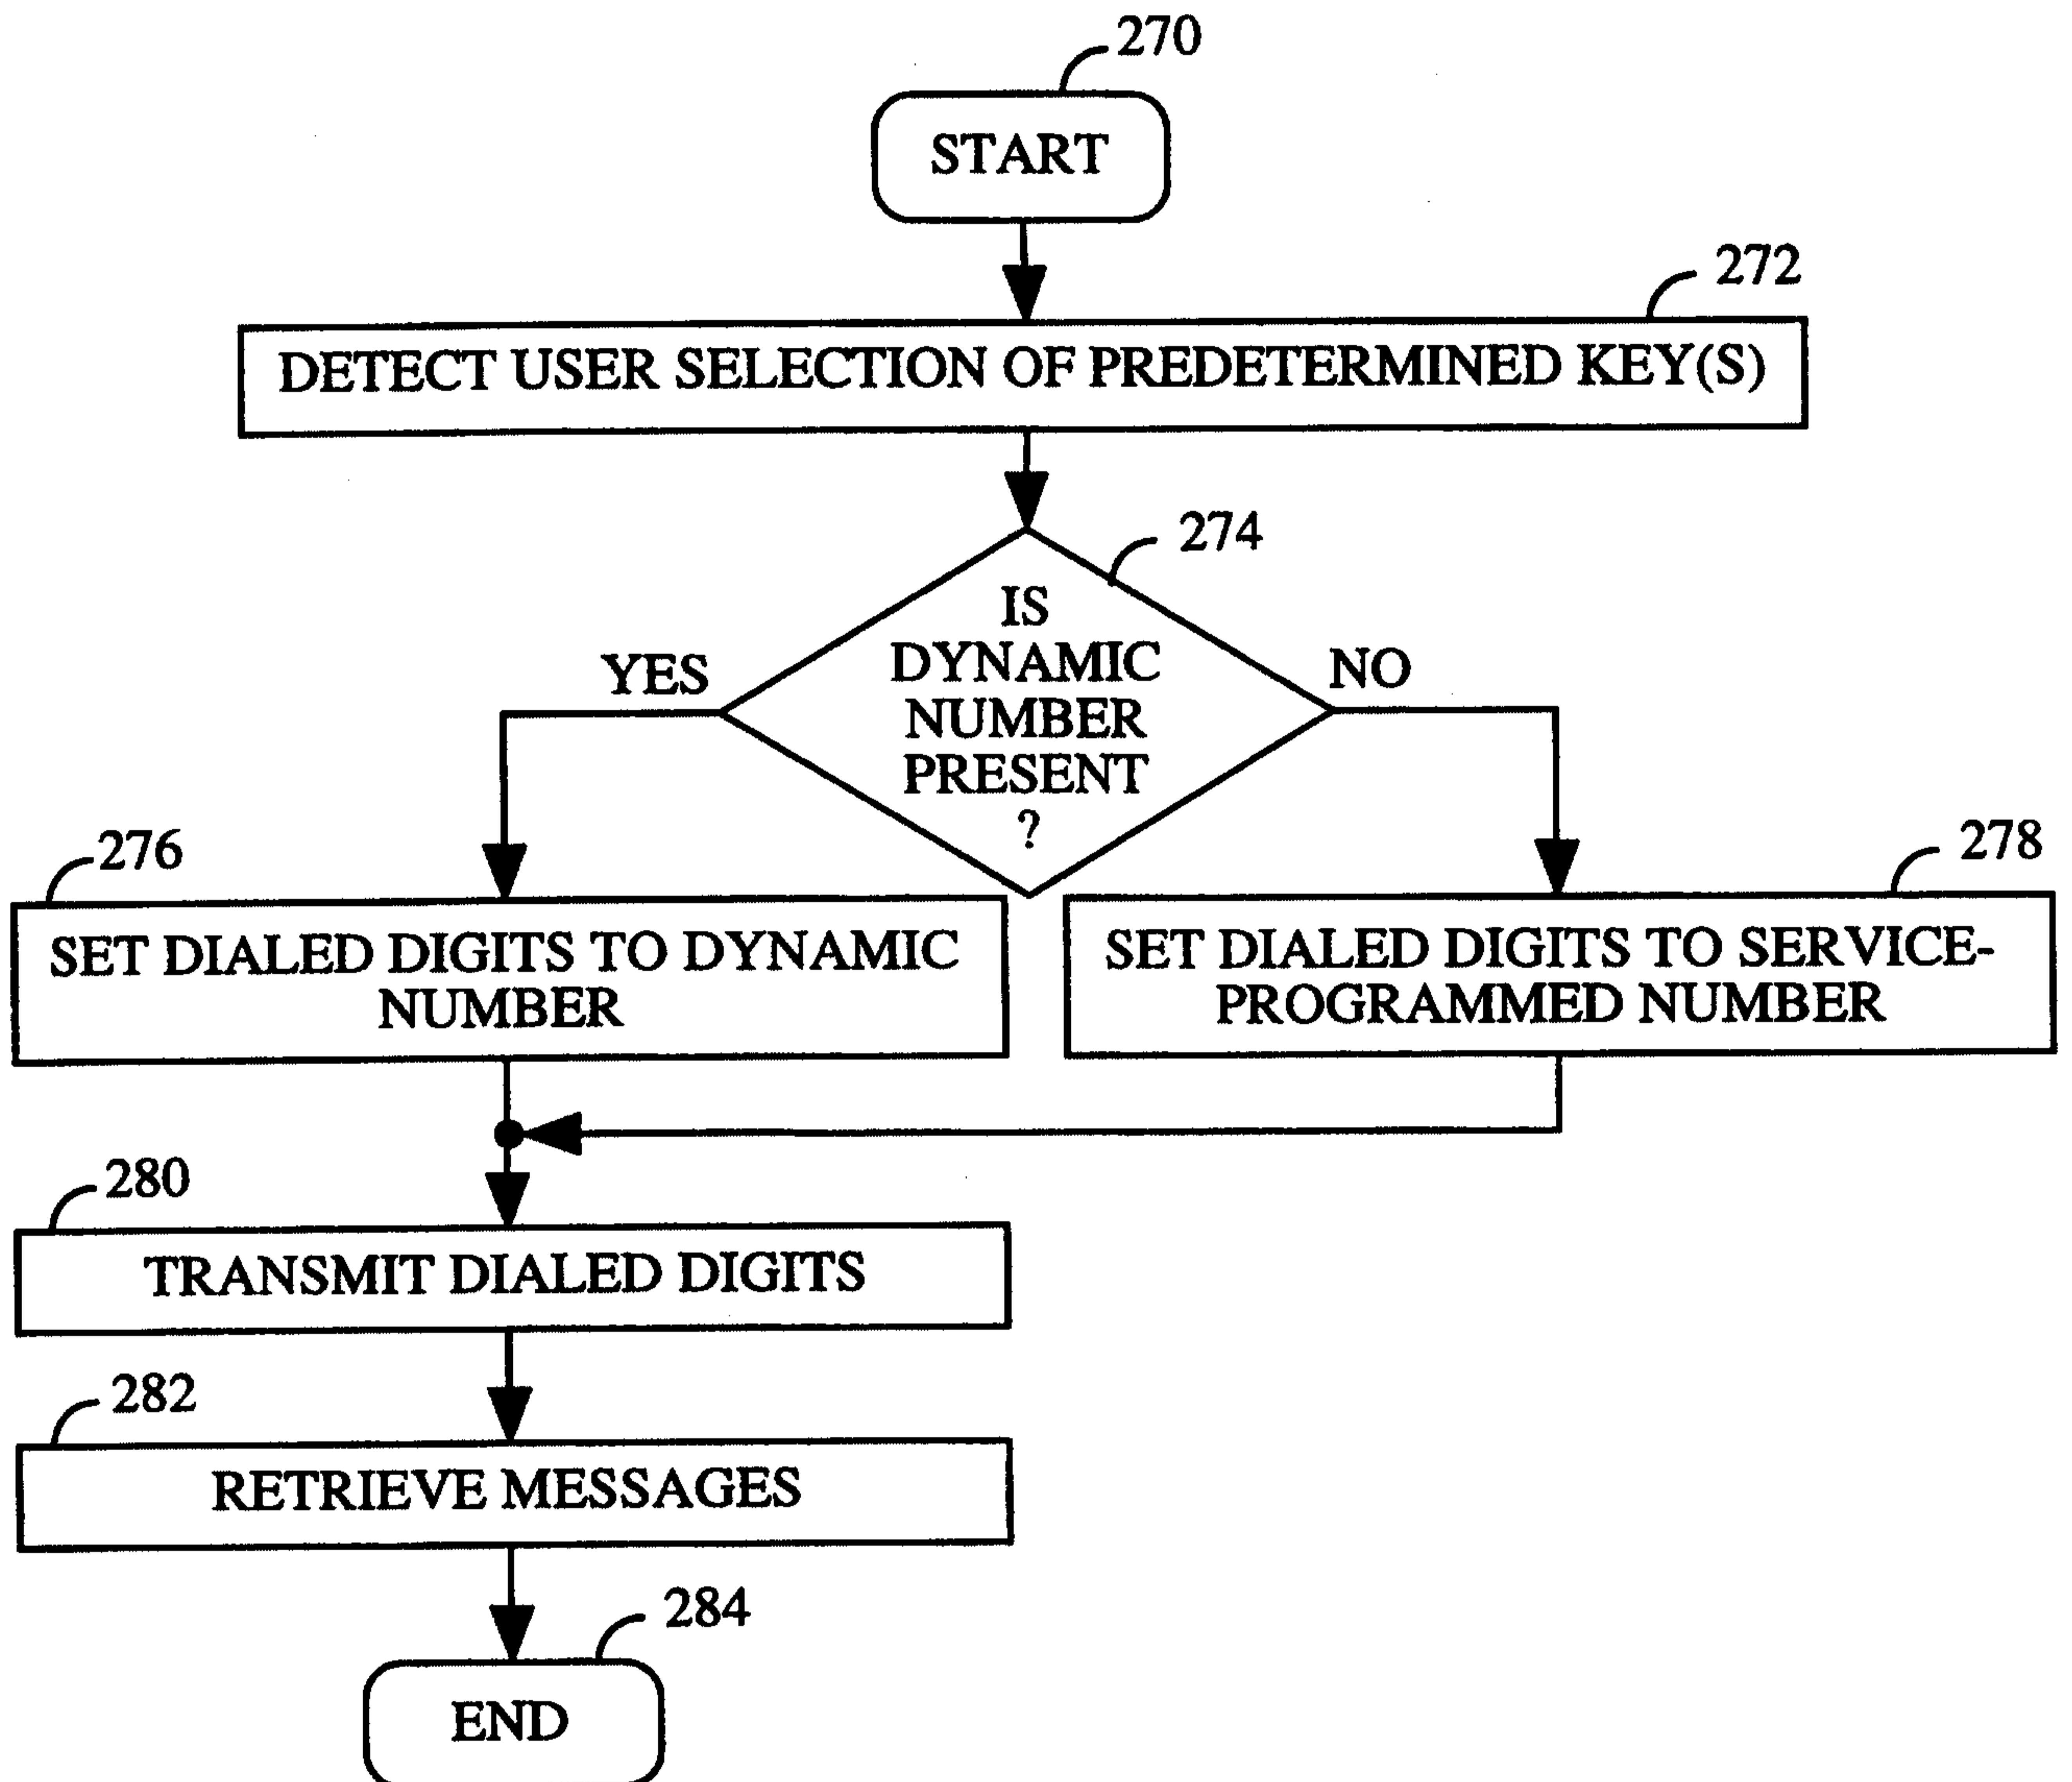 270
START
272
DETECT USER SELECTION OF PREDETERMINED KEY(S)
274
IS
DYNAMIC
NUMBER
PRESENT
?
YES
NO
276
SET DIALED DIGITS TO DYNAMIC
NUMBER
278
SET DIALED DIGITS TO SERVICE-
PROGRAMMED NUMBER
280
TRANSMIT DIALED DIGITS
282
RETRIEVE MESSAGES
284
END